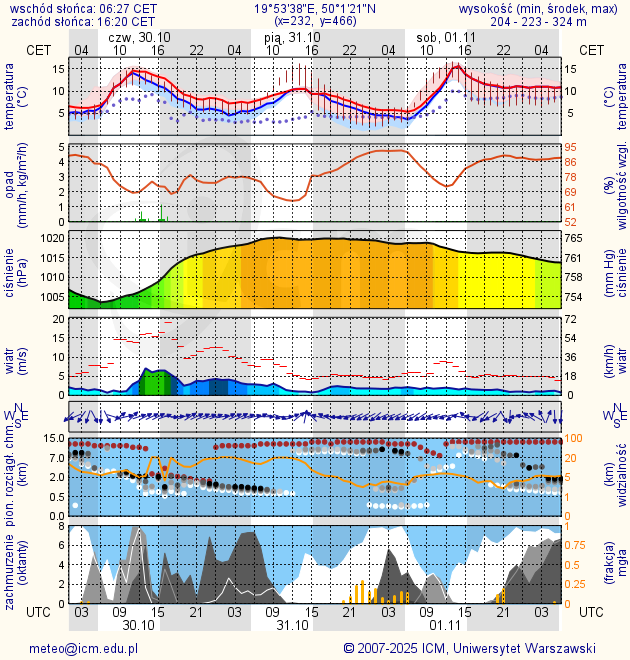 wschód słońca: 06:27 CET 19°53'38"E, 50°1'21"N wysokość (min, środek, max)
zachód słońca: 16:20 CET (x=232, y=466) 204 - 223 - 324 m
czw, 30.10 pią, 31.10 sob, 01.11
CET 04 10 16 22 04 10 16 22 04 10 16 22 04 CET
temperatura (°C) 15 10 5 15 10 5 temperatura (°C)
opad (mm/h, kg/m²/h) 5 4 3 2 1 0 95 86 78 69 61 52 (%) wilgotność wzgl.
ciśnienie (hPa) 1020 1015 1010 1005 765 761 758 754 (mm Hg) ciśnienie
wiatr (m/s) 20 15 10 5 0 72 54 36 18 0 (km/h) wiatr
N W E S N W E S
pion. rozciągł. chm. (km) 15.0 7.0 2.0 0.5 0.0 100 20 5 1 0 (km) widzialność
zachmurzenie (oktanty) 8 6 4 2 0 1 0.75 0.5 0.25 0 (frakcja) mgła
UTC 03 09 15 21 03 09 15 21 03 09 15 21 03 UTC
30.10 31.10 01.11
meteo@icm.edu.pl © 2007-2025 ICM, Uniwersytet Warszawski